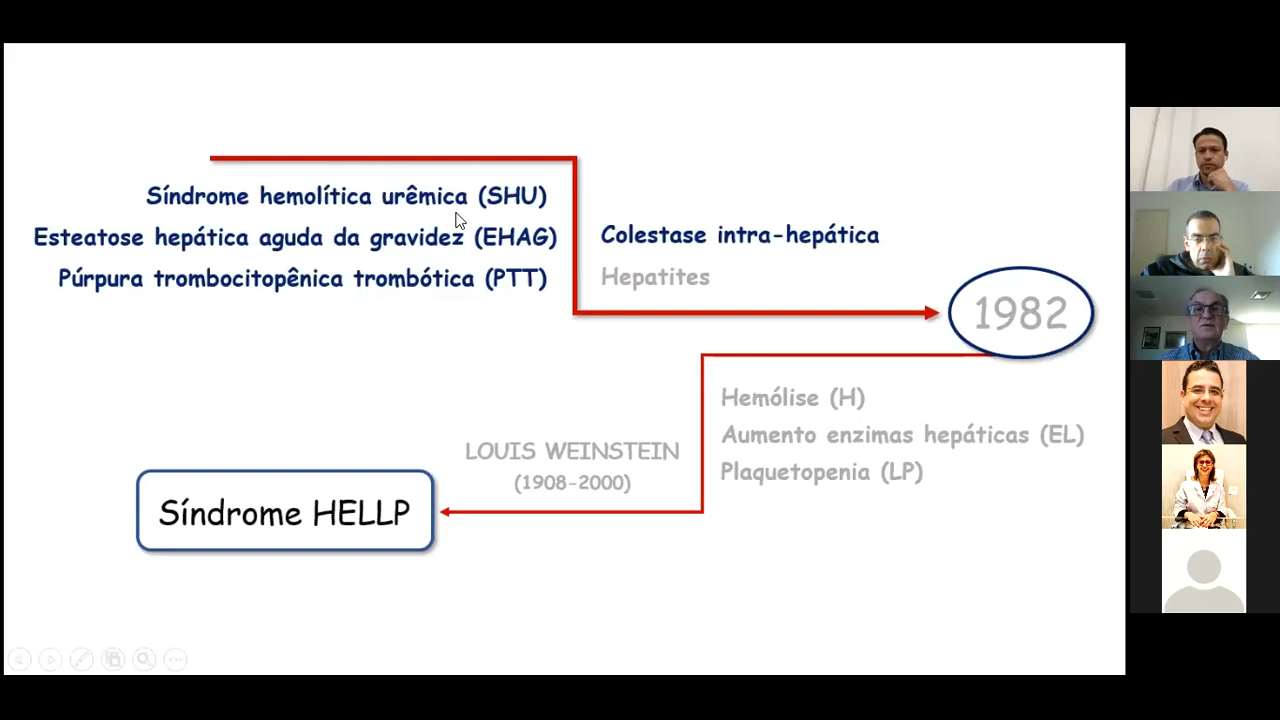 Síndrome hemolítica urêmica (SHU)
Esteatose hepática aguda da gravidez (EHAG)
Púrpura trombocitopênica trombótica (PTT)
Colestase intra-hepática
Hepatites
1982
Hemólise (H)
Aumento enzimas hepáticas (EL)
Plaquetopenia (LP)
LOUIS WEINSTEIN
(1908-2000)
Síndrome HELLP